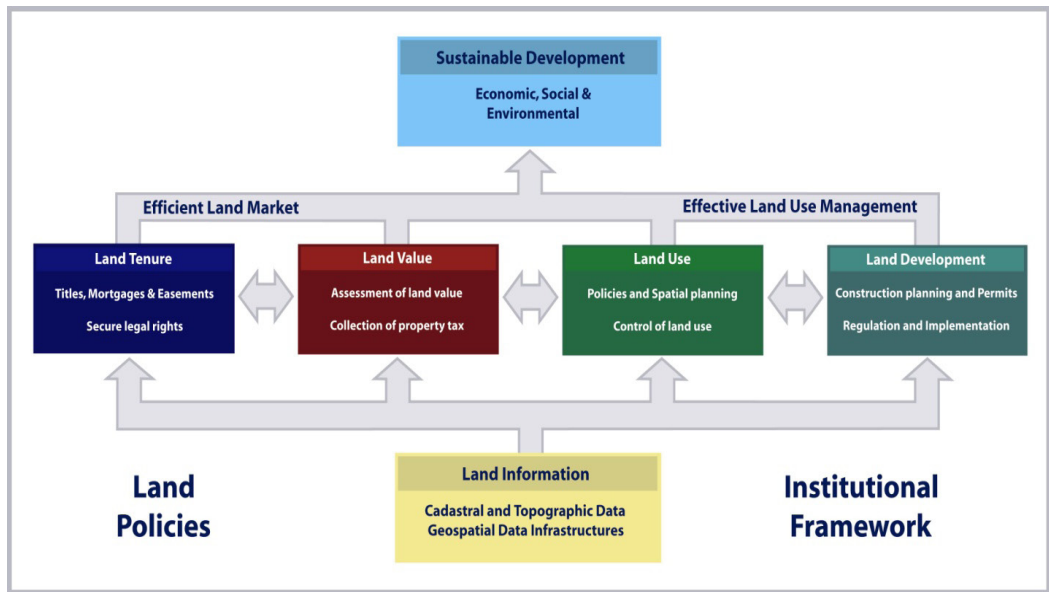 Sustainable Development
Economic, Social &
Environmental
Efficient Land Market
Effective Land Use Management
Land Tenure
Titles, Mortgages & Easements
Secure legal rights
Land Value
Assessment of land value
Collection of property tax
Land Use
Policies and Spatial planning
Control of land use
Land Development
Construction planning and Permits
Regulation and Implementation
Land
Policies
Land Information
Cadastral and Topographic Data
Geospatial Data Infrastructures
Institutional
Framework